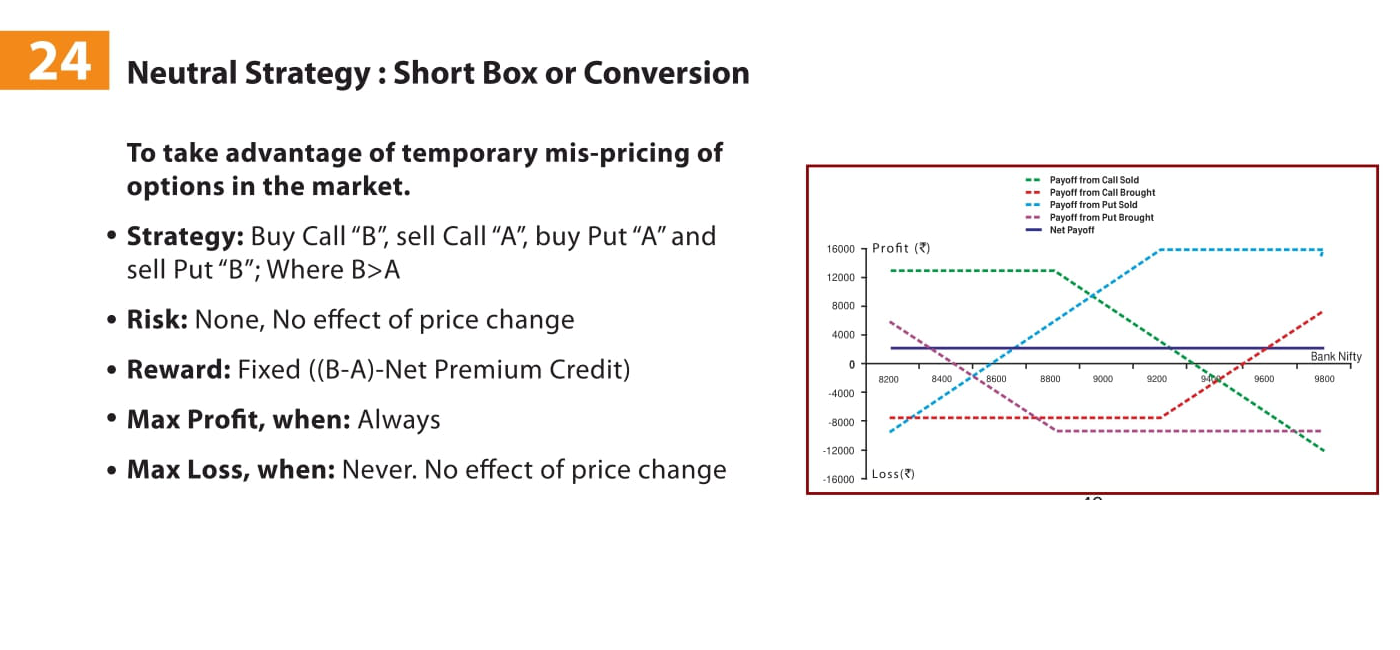 24
Neutral Strategy : Short Box or Conversion
To take advantage of temporary mis-pricing of
options in the market.
• Strategy: Buy Call “B”, sell Call “A”, buy Put “A” and
sell Put “B”; Where B>A
• Risk: None, No effect of price change
• Reward: Fixed ((B-A)-Net Premium Credit)
• Max Profit, when: Always
• Max Loss, when: Never. No effect of price change
Payoff from Call Sold
Payoff from Call Brought
Payoff from Put Sold
Payoff from Put Brought
Net Payoff
Profit (₹)
16000
12000
8000
4000
0
-4000
-8000
-12000
-16000
Bank Nifty
8200 8400 8600 8800 9000 9200 9400 9600 9800
Loss(₹)